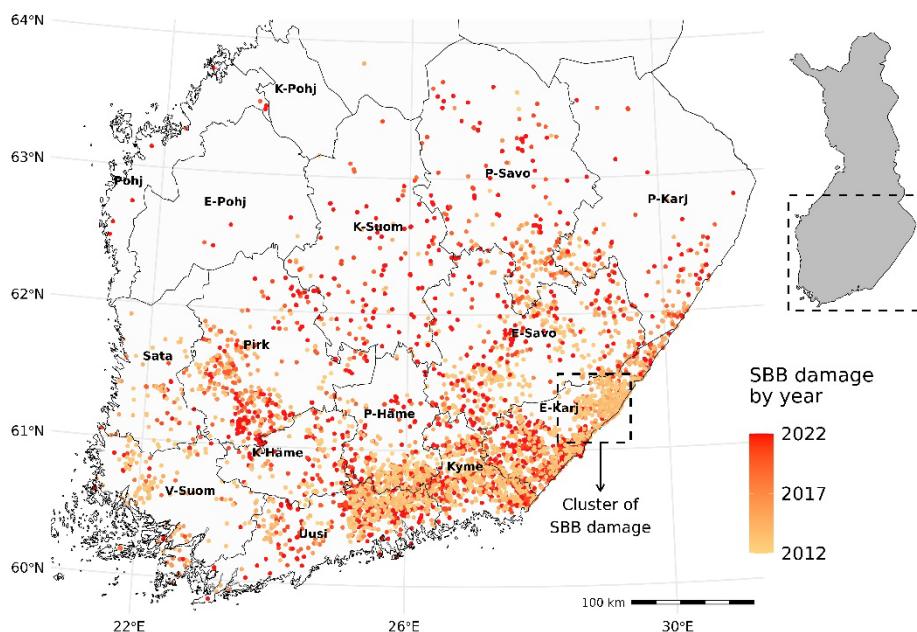 64°N
K-Pohj
63°N
P-Savo
Pohj
E-Pohj
P-Karj
K-Suom
62°N
Sata
Pirk
E-Savo
SBB damage
by year
P-Häme
E-Karj
61°N
2022
K-Häme
Kyme
V-Suom
2017
Cluster of
SBB damage
Uusi
2012
60°N
100 km
22°E
26°E
30°E